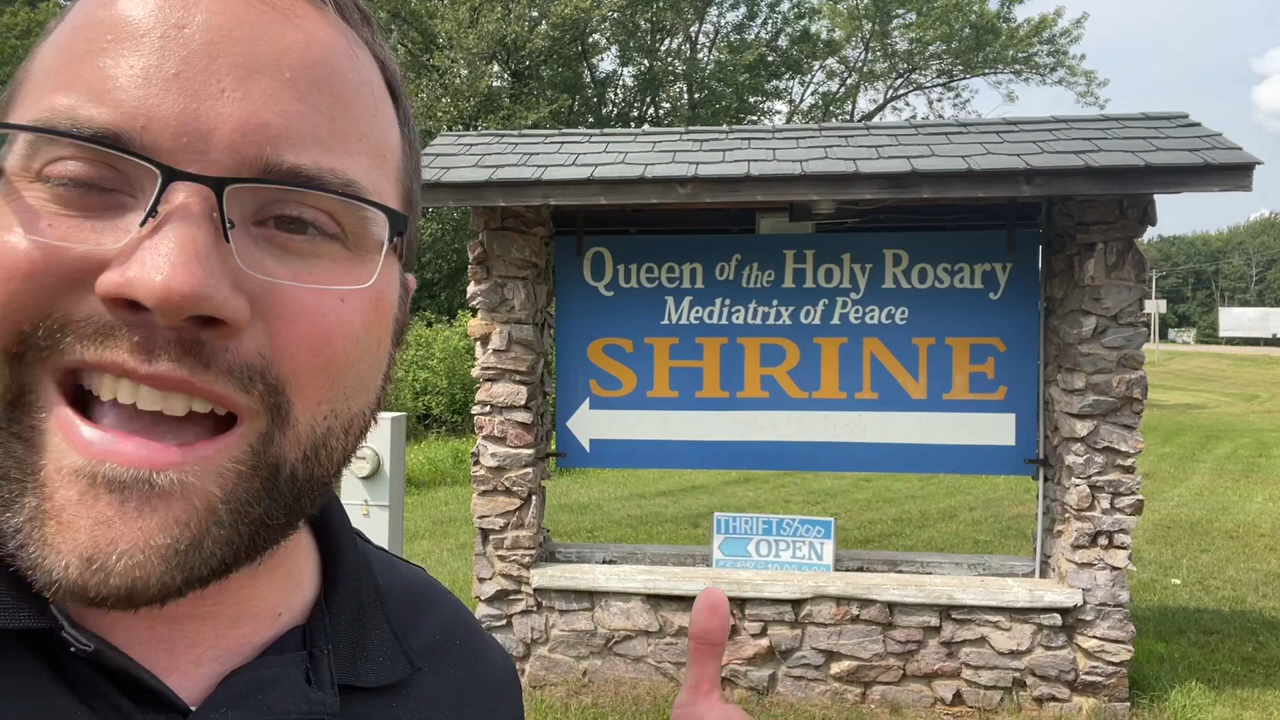 Queen of the Holy Rosary
Mediatrix of Peace
SHRINE
THRIFT Shop
OPEN